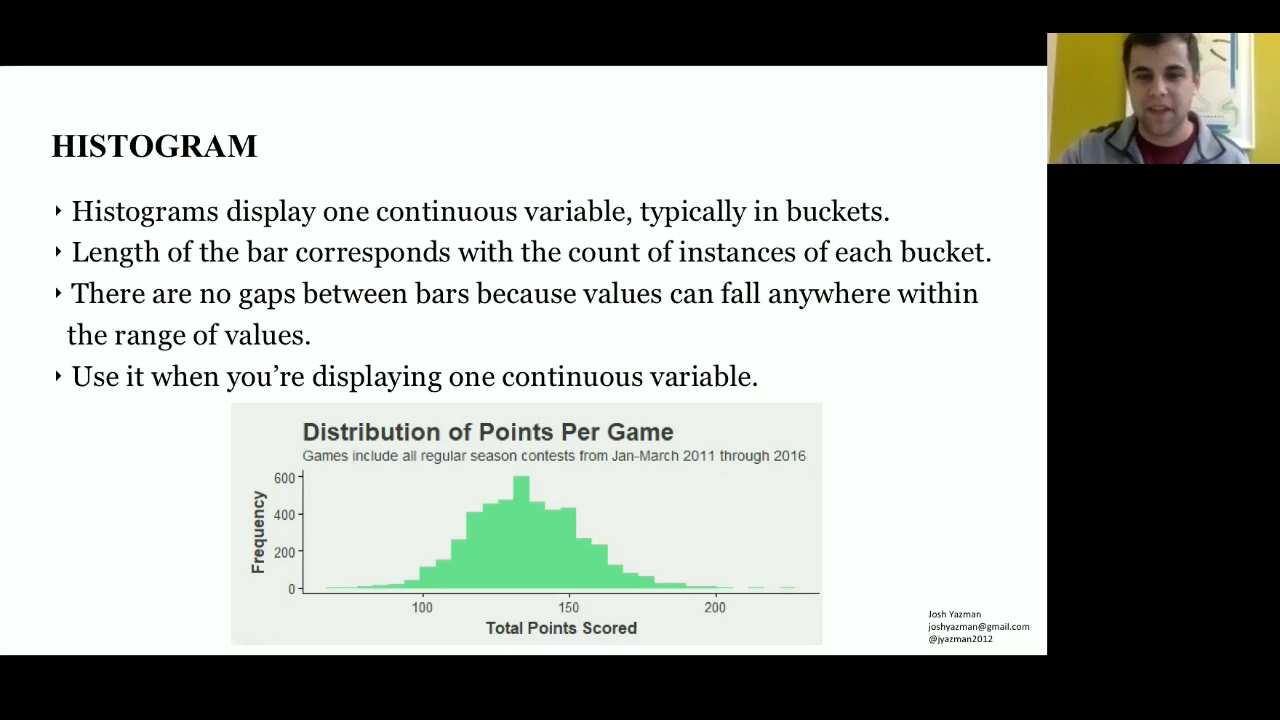 HISTOGRAM
‣ Histograms display one continuous variable, typically in buckets.
‣ Length of the bar corresponds with the count of instances of each bucket.
‣ There are no gaps between bars because values can fall anywhere within
the range of values.
‣ Use it when you’re displaying one continuous variable.
Distribution of Points Per Game
Games include all regular season contests from Jan-March 2011 through 2016
Frequency
600
400
200
0
100 150 200
Total Points Scored
Josh Yazman
joshyazman@gmail.com
@jyazman2012